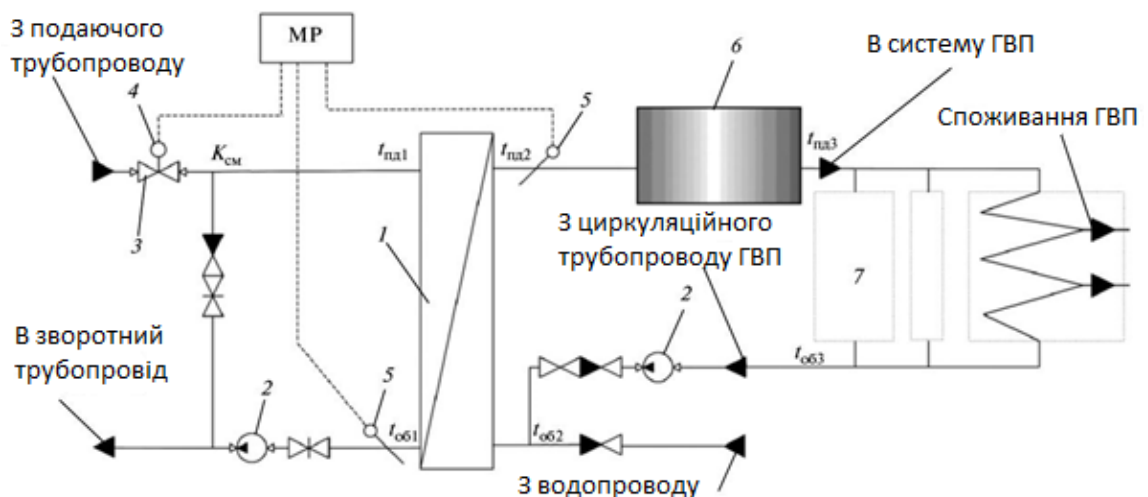 З подаючого
трубопроводу
МР
6
В систему ГВП
4
5
Споживання ГВП
Kсм
tпд1
tпд2
tпд3
3
З циркуляційного
трубопроводу ГВП
1
7
2
В зворотний
трубопровід
tоб3
2
5
tоб1
tоб2
З водопроводу